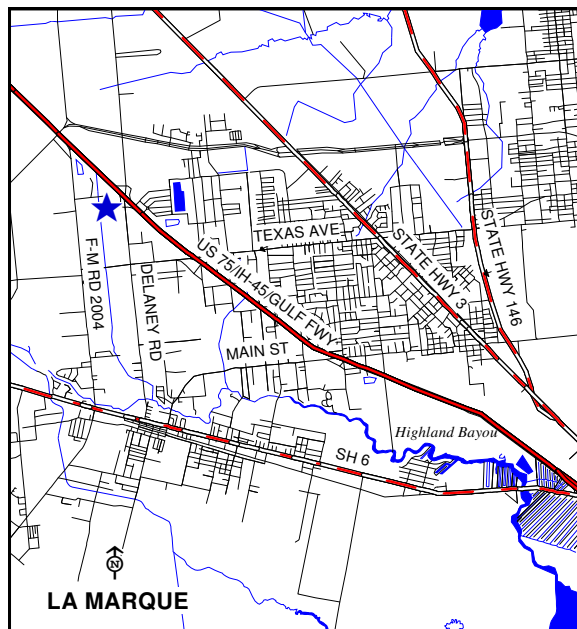 TEXAS AVE
STATE HWY 3
STATE HWY 146
US 75/IH 45/GULF FWY
F-M RD 2004
DELANEY RD
MAIN ST
Highland Bayou
SH 6
N
LA MARQUE